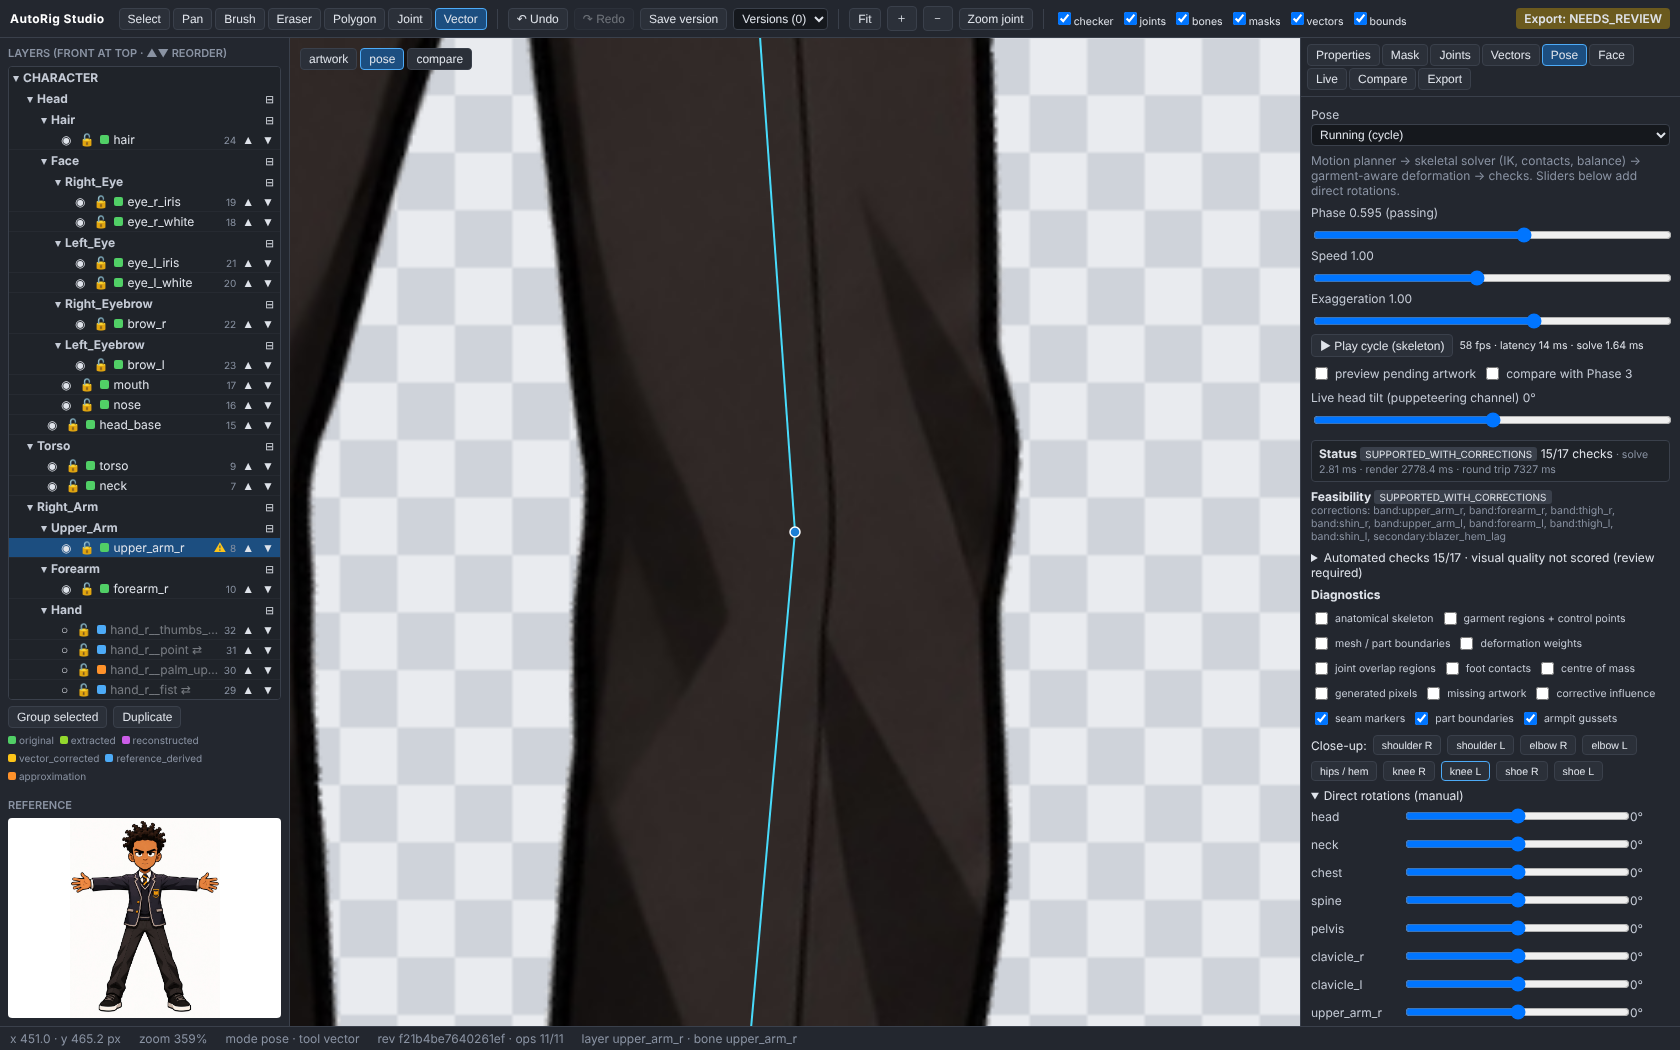 AutoRig Studio Select Pan Brush Eraser Polygon Joint Vector ↶ Undo ↷ Redo Save version Versions (0) Fit + − Zoom joint checker joints bones masks vectors bounds Export: NEEDS_REVIEW
LAYERS (FRONT AT TOP · ▲▼ REORDER)
▾ CHARACTER
▾ Head
▾ Hair
hair 24 ▲ ▼
▾ Face
▾ Right_Eye
eye_r_iris 19 ▲ ▼
eye_r_white 18 ▲ ▼
▾ Left_Eye
eye_l_iris 21 ▲ ▼
eye_l_white 20 ▲ ▼
▾ Right_Eyebrow
brow_r 22 ▲ ▼
▾ Left_Eyebrow
brow_l 23 ▲ ▼
mouth 17 ▲ ▼
nose 16 ▲ ▼
head_base 15 ▲ ▼
▾ Torso
torso 9 ▲ ▼
neck 7 ▲ ▼
▾ Right_Arm
▾ Upper_Arm
upper_arm_r 8 ▲ ▼
▾ Forearm
forearm_r 10 ▲ ▼
▾ Hand
hand_r__thumbs_... 32 ▲ ▼
hand_r__point ⇄ 31 ▲ ▼
hand_r__palm_up... 30 ▲ ▼
hand_r__fist ⇄ 29 ▲ ▼
Group selected Duplicate
original extracted reconstructed
vector_corrected reference_derived
approximation
REFERENCE
artwork pose compare
Properties Mask Joints Vectors Pose Face
Live Compare Export
Pose
Running (cycle)
Motion planner → skeletal solver (IK, contacts, balance) →
garment-aware deformation → checks. Sliders below add
direct rotations.
Phase 0.595 (passing)
Speed 1.00
Exaggeration 1.00
▶ Play cycle (skeleton) 58 fps · latency 14 ms · solve 1.64 ms
preview pending artwork compare with Phase 3
Live head tilt (puppeteering channel) 0°
Status SUPPORTED_WITH_CORRECTIONS 15/17 checks · solve
2.81 ms · render 2778.4 ms · round trip 7327 ms
Feasibility SUPPORTED_WITH_CORRECTIONS
corrections: band:upper_arm_r, band:forearm_r, band:thigh_r,
band:shin_r, band:upper_arm_l, band:forearm_l, band:thigh_l,
band:shin_l, secondary:blazer_hem_lag
▶ Automated checks 15/17 · visual quality not scored (review
required)
Diagnostics
anatomical skeleton garment regions + control points
mesh / part boundaries deformation weights
joint overlap regions foot contacts centre of mass
generated pixels missing artwork corrective influence
seam markers part boundaries armpit gussets
Close-up: shoulder R shoulder L elbow R elbow L
hips / hem knee R knee L shoe R shoe L
▼ Direct rotations (manual)
head 0°
neck 0°
chest 0°
spine 0°
pelvis 0°
clavicle_r 0°
clavicle_l 0°
upper_arm_r 0°
x 451.0 · y 465.2 px zoom 359% mode pose · tool vector rev f21b4be7640261ef · ops 11/11 layer upper_arm_r · bone upper_arm_r